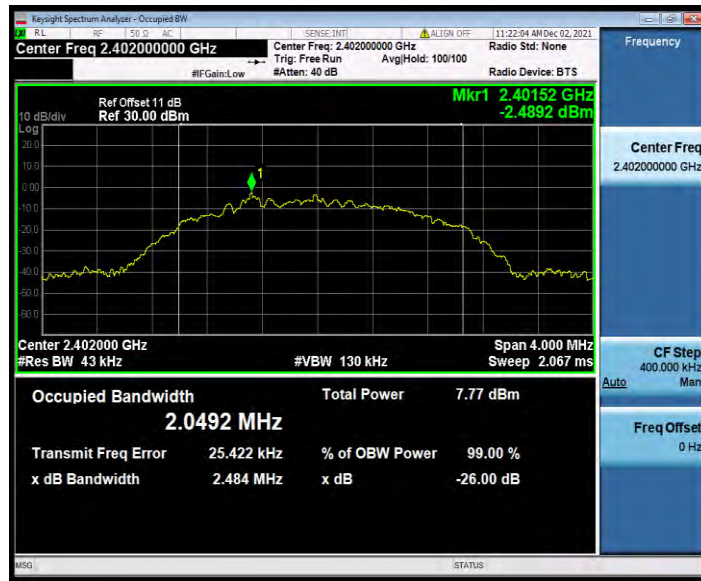 Keysight Spectrum Analyzer - Occupied BW
LXI RL RF 50 Ω AC SENSE:INT ALIGN OFF 11:22:04 AM Dec 02, 2021
Center Freq 2.402000000 GHz
Center Freq: 2.402000000 GHz
Radio Std: None
Trig: Free Run Avg|Hold: 100/100
#IFGain:Low #Atten: 40 dB Radio Device: BTS
Frequency
Ref Offset 11 dB
10 dB/div Ref 30.00 dBm
Mkr1 2.40152 GHz
-2.4892 dBm
Log
20.0
10.0
0.00
-10.0
-20.0
-30.0
-40.0
-50.0
-60.0
1
Center 2.402000 GHz Span 4.000 MHz
#Res BW 43 kHz #VBW 130 kHz Sweep 2.067 ms
Occupied Bandwidth Total Power 7.77 dBm
2.0492 MHz
Transmit Freq Error 25.422 kHz % of OBW Power 99.00 %
x dB Bandwidth 2.484 MHz x dB -26.00 dB
Center Freq
2.402000000 GHz
CF Step
400.000 kHz
Auto Man
Freq Offset
0 Hz
MSG STATUS